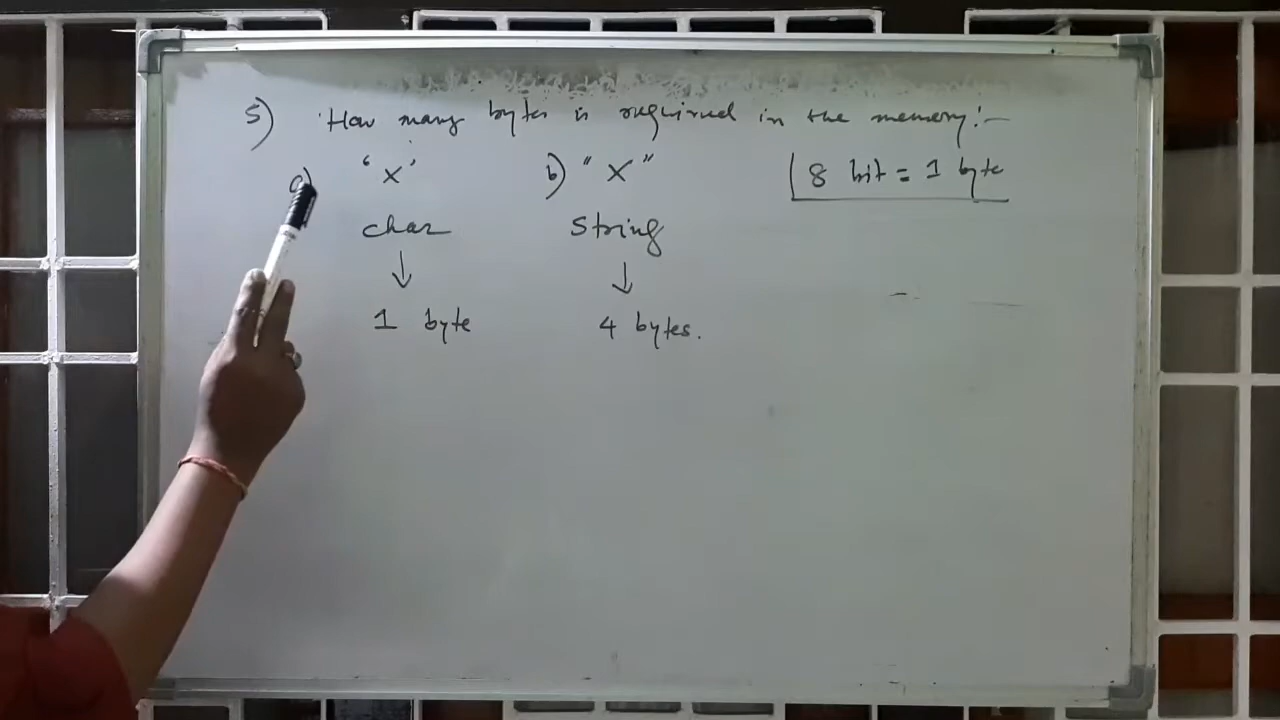 5) How many bytes is required in the memory:-
a) 'x' b) "X" 8 bit = 1 byte
char String
↓ ↓
1 byte 4 bytes.